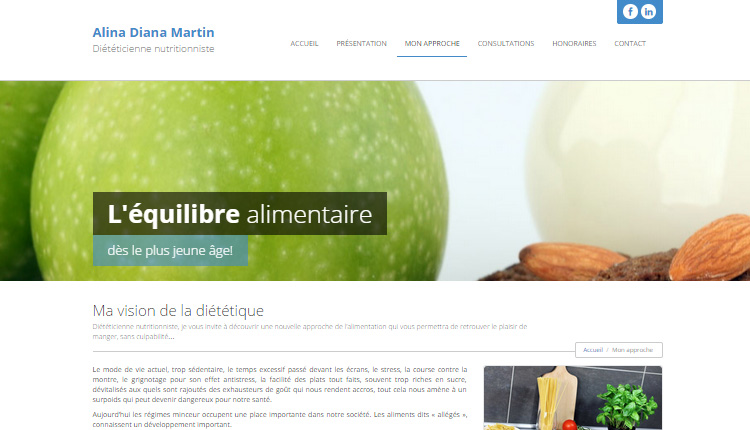 Alina Diana Martin
Diététicienne nutritionniste
ACCUEIL PRÉSENTATION MON APPROCHE CONSULTATIONS HONORAIRES CONTACT
L'équilibre alimentaire
dès le plus jeune âge!
Ma vision de la diététique
Diététicienne nutritionniste, je vous invite à découvrir une nouvelle approche de l'alimentation qui vous permettra de retrouver le plaisir de
manger, sans culpabilité...
Accueil / Mon approche
Le mode de vie actuel, trop sédentaire, le temps excessif passé devant les écrans, le stress, la course contre la
montre, le grignotage pour son effet antistress, la facilité des plats tout faits, souvent trop riches en sucre,
dévitalisés aux quels sont rajoutés des exhausteurs de goût qui nous rendent accros, tout cela nous amène à un
surpoids qui peut devenir dangereux pour notre santé.
Aujourd'hui les régimes minceur occupent une place importante dans notre société. Les aliments dits « allégés »,
connaissent un développement important.